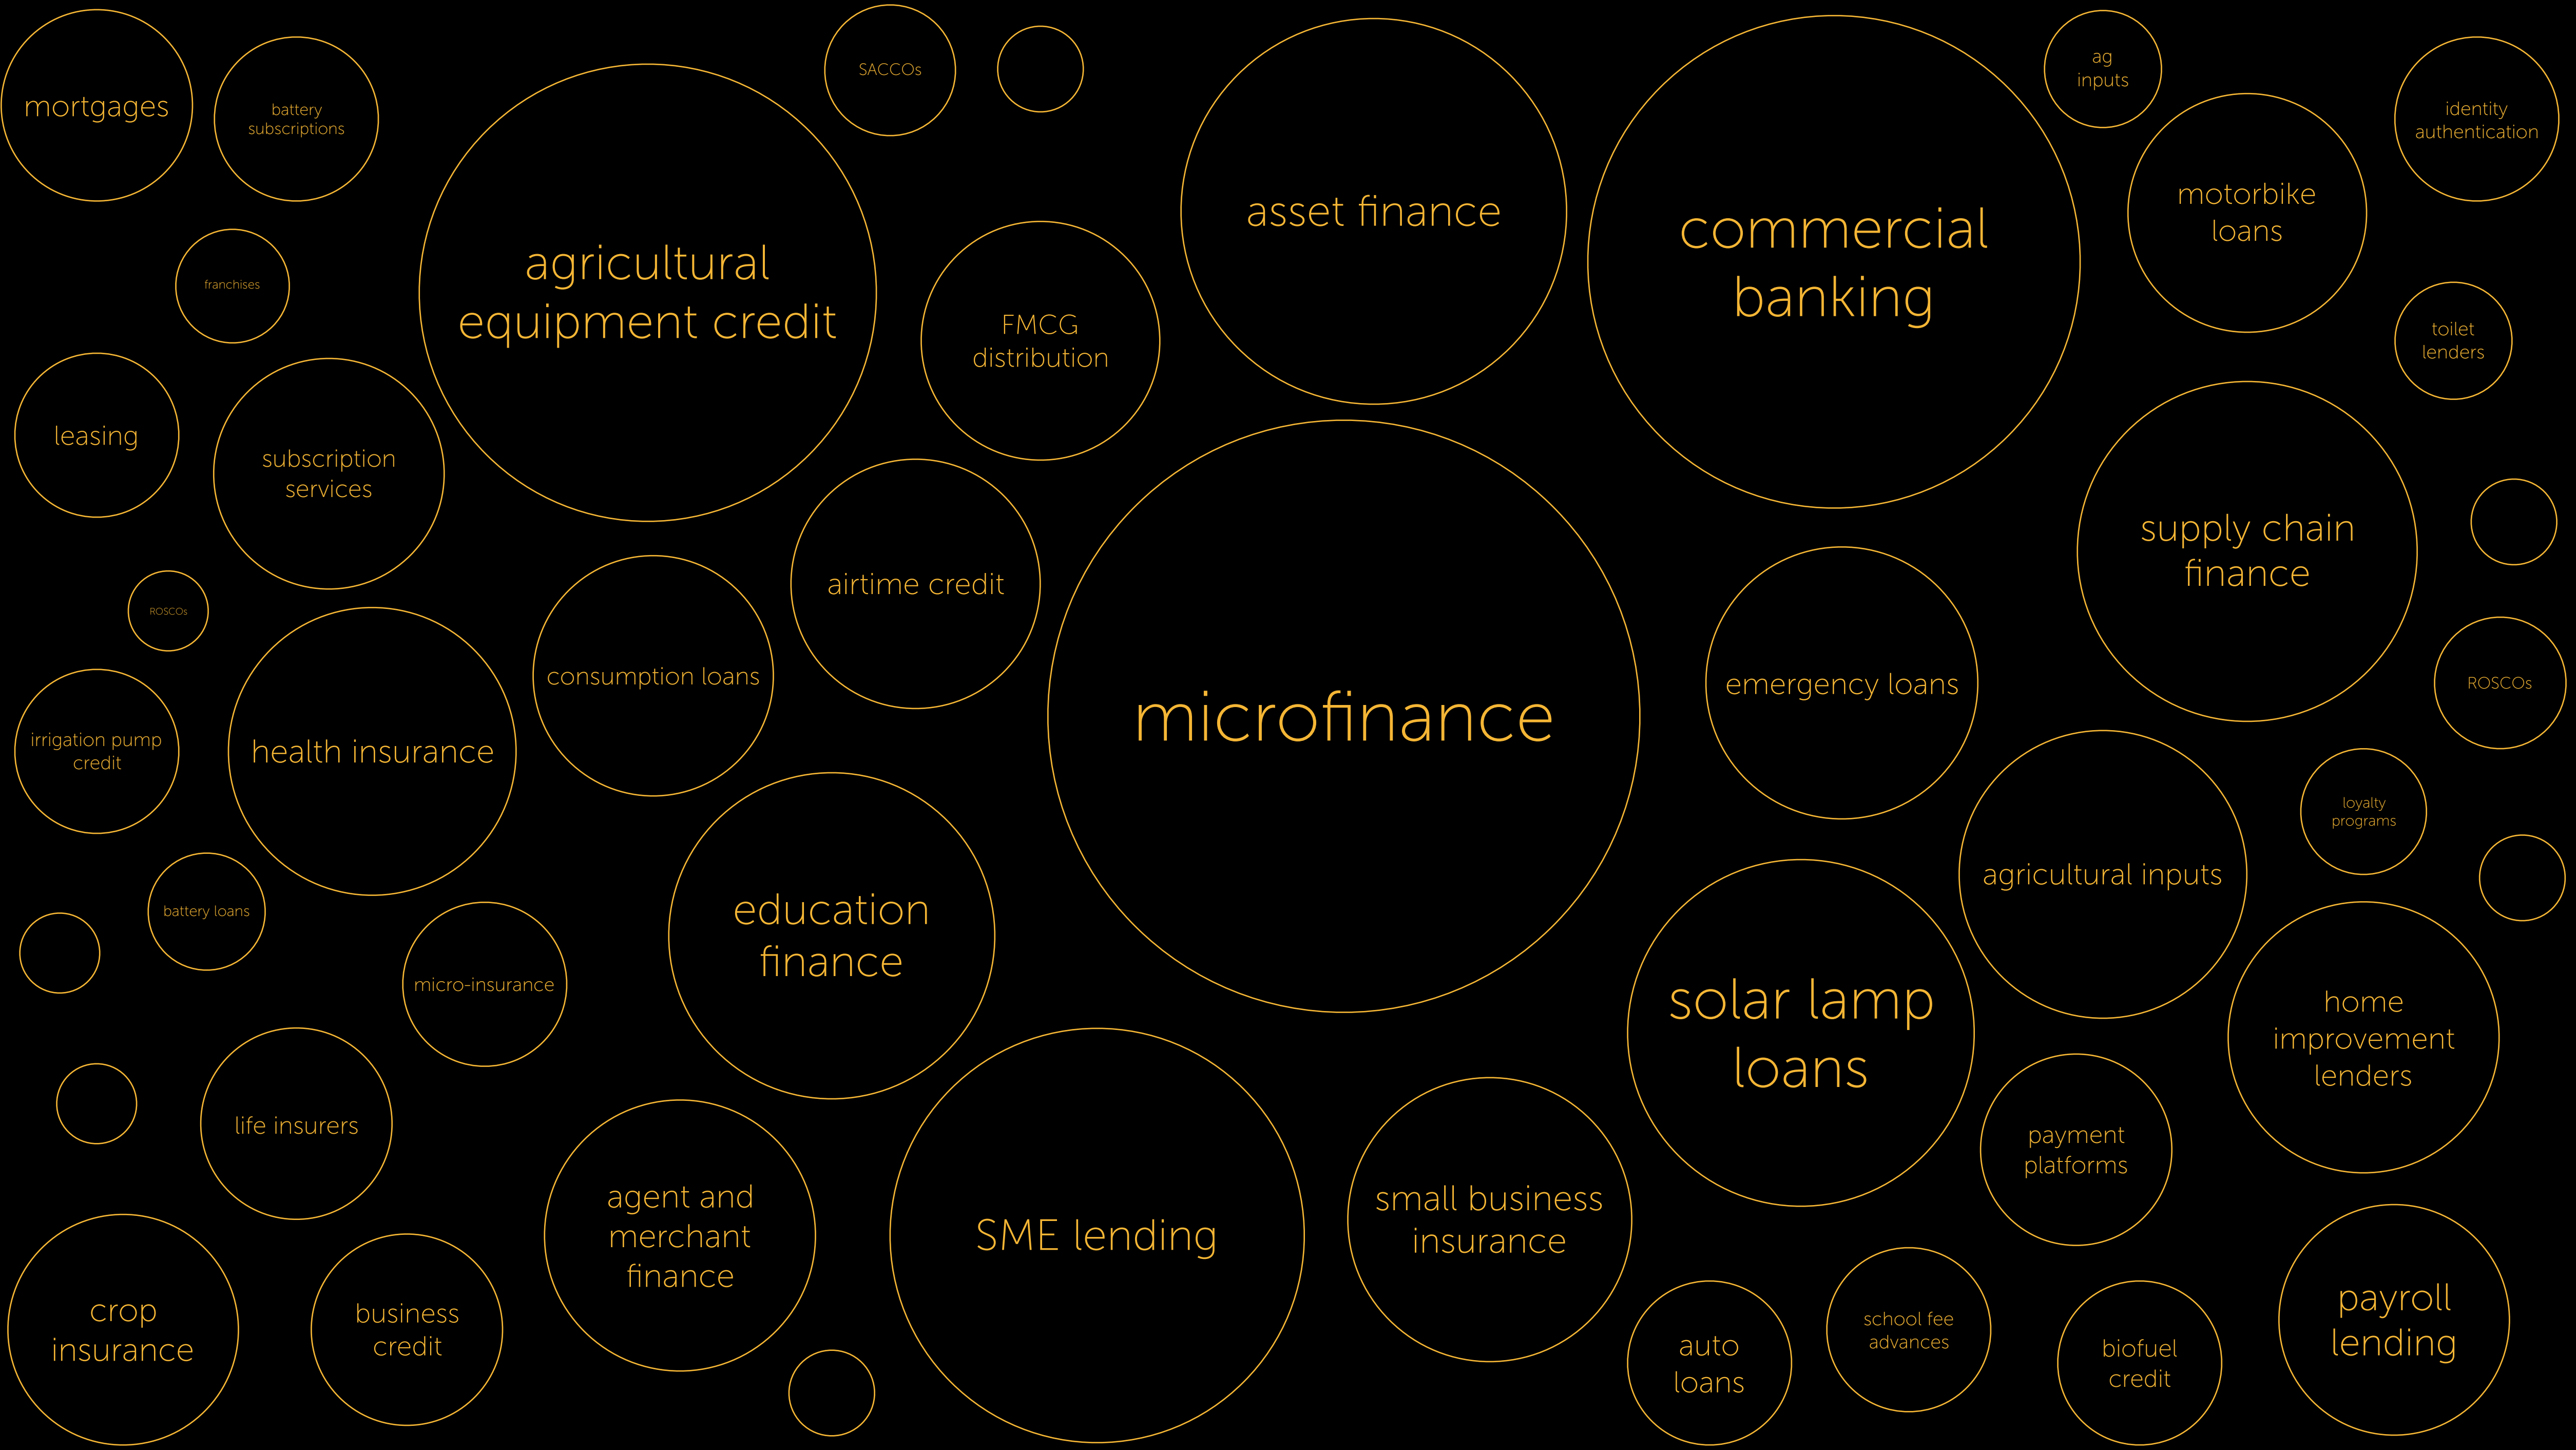 mortgages
battery
subscriptions
SACCOs
ag
inputs
identity
authentication
agricultural
equipment credit
asset finance
commercial
banking
motorbike
loans
franchises
FMCG
distribution
toilet
lenders
leasing
subscription
services
airtime credit
supply chain
finance
ROSCOs
consumption loans
microfinance
emergency loans
ROSCOs
irrigation pump
credit
health insurance
loyalty
programs
battery loans
education
finance
agricultural inputs
micro-insurance
solar lamp
loans
home
improvement
lenders
life insurers
payment
platforms
agent and
merchant
finance
SME lending
small business
insurance
crop
insurance
business
credit
auto
loans
school fee
advances
biofuel
credit
payroll
lending